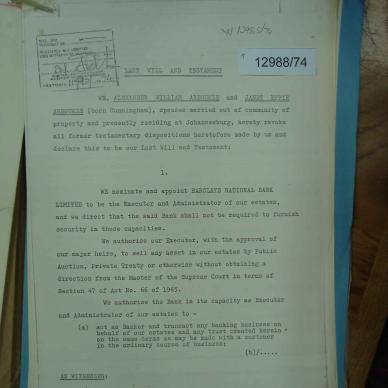 W 12988/74
12988/74
LAST WILL AND TESTAMENT
WE, ALEXANDER WILLIAM and JANET
(born Cunningham), spouses married out of community of
property and presently residing at Johannesburg, hereby revoke
all former testamentary dispositions heretofore made by us and
declare this to be our Last Will and Testament:
1.
WE nominate and appoint BARCLAYS NATIONAL BANK
LIMITED to be the Executor and Administrator of our estates,
and we direct that the said Bank shall not be required to furnish
security in these capacities.
We authorise our Executor, with the approval of
our major heirs, to sell any asset in our estates by Public
Auction, Private Treaty or otherwise without obtaining a
direction from the Master of the Supreme Court in terms of
Section 47 of Act No. 66 of 1965.
We authorise the Bank in its capacity as Executor
and Administrator of our estates to -
(a) act as Banker and transact any banking business on
behalf of our estates and any trust created herein
on the same terms as may be made with a customer
in the ordinary course of business;
(b)/.....
AS WITNESSES: